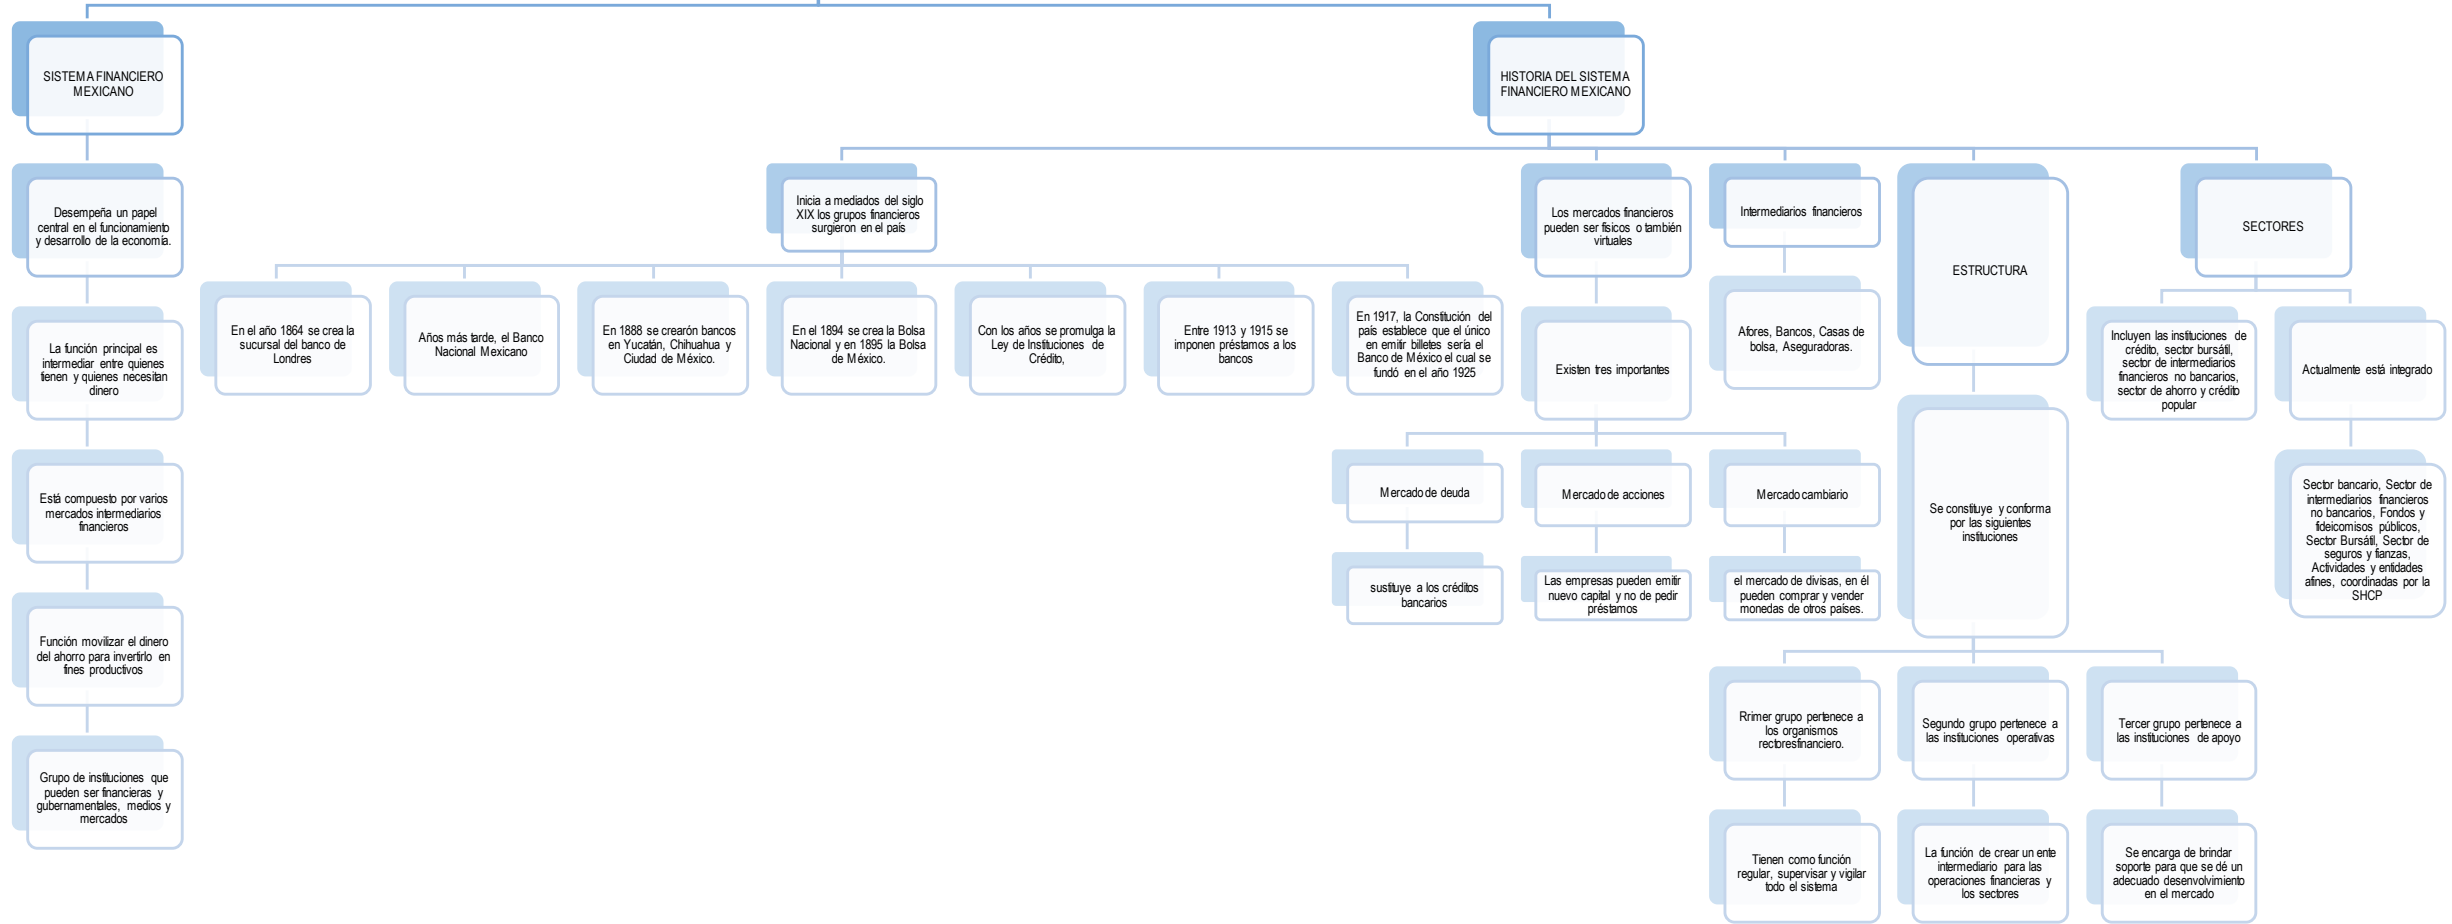 SISTEMA FINANCIERO
MEXICANO
HISTORIA DEL SISTEMA
FINANCIERO MEXICANO
Desempeña un papel
central en el funcionamiento
y desarrollo de la economía.
Inicia a mediados del siglo
XIX los grupos financieros
surgieron en el país
Los mercados financieros
pueden ser físicos o también
virtuales
Intermediarios financieros
ESTRUCTURA
SECTORES
La función principal es
intermediar entre quienes
tienen y quienes necesitan
dinero
En el año 1864 se crea la
sucursal del banco de
Londres
Años más tarde, el Banco
Nacional Mexicano
En 1888 se crearón bancos
en Yucatán, Chihuahua y
Ciudad de México.
En el 1894 se crea la Bolsa
Nacional y en 1895 la Bolsa
de México.
Con los años se promulga la
Ley de Instituciones de
Crédito,
Entre 1913 y 1915 se
imponen préstamos a los
bancos
En 1917, la Constitución del
país establece que el único
en emitir billetes sería el
Banco de México el cual se
fundó en el año 1925
Existen tres importantes
Afores, Bancos, Casas de
bolsa, Aseguradoras.
Incluyen las instituciones de
crédito, sector bursátil,
sector de intermediarios
financieros no bancarios,
sector de ahorro y crédito
popular
Actualmente está integrado
Está compuesto por varios
mercados intermediarios
financieros
Mercado de deuda
Mercado de acciones
Mercado cambiario
Se constituye y conforma
por las siguientes
instituciones
Sector bancario, Sector de
intermediarios financieros
no bancarios, Fondos y
fideicomisos públicos,
Sector Bursátil, Sector de
seguros y fianzas,
Actividades y entidades
afines, coordinadas por la
SHCP
Función movilizar el dinero
del ahorro para invertirlo en
fines productivos
sustituye a los créditos
bancarios
Las empresas pueden emitir
nuevo capital y no de pedir
préstamos
el mercado de divisas, en él
pueden comprar y vender
monedas de otros países.
Grupo de instituciones que
pueden ser financieras y
gubernamentales, medios y
mercados
Rrimer grupo pertenece a
los organismos
rectoresfinanciero.
Segundo grupo pertenece a
las instituciones operativas
Tercer grupo pertenece a
las instituciones de apoyo
Tienen como función
regular, supervisar y vigilar
todo el sistema
La función de crear un ente
intermediario para las
operaciones financieras y
los sectores
Se encarga de brindar
soporte para que se dé un
adecuado desenvolvimiento
en el mercado